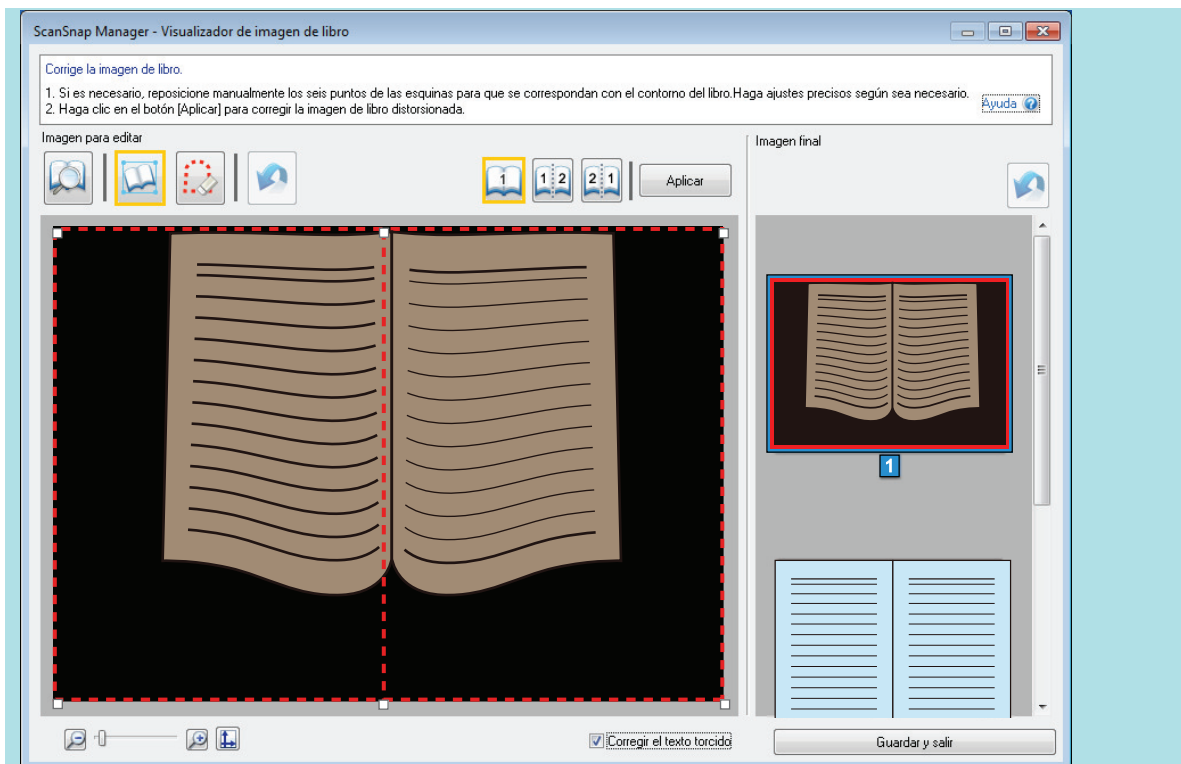 ScanSnap Manager - Visualizador de imagen de libro
Corrige la imagen de libro.
1. Si es necesario, reposicione manualmente los seis puntos de las esquinas para que se correspondan con el contorno del libro.Haga ajustes precisos según sea necesario.
2. Haga clic en el botón [Aplicar] para corregir la imagen de libro distorsionada.
Ayuda ?
Imagen para editar
Imagen final
1
1 2
2 1
Aplicar
1
Corregir el texto torcido
Guardar y salir